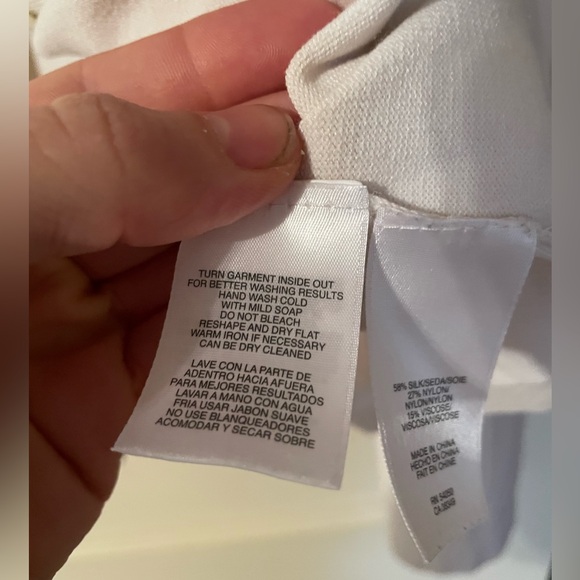 TURN GARMENT INSIDE OUT
FOR BETTER WASHING RESULTS
HAND WASH COLD
WITH MILD SOAP
DO NOT BLEACH
RESHAPE AND DRY FLAT
WARM IRON IF NECESSARY
CAN BE DRY CLEANED
LAVE CON LA PARTE DE
ADENTRO HACIA AFUERA
PARA MEJORES RESULTADOS
LAVAR A MANO CON AGUA
FRIA USAR JABON SUAVE
NO USE BLANQUEADORES
ACOMODAR Y SECAR SOBRE
58% SILK/SEDA/SOIE
27% NYLON/
NYLON/NYLON
15% VISCOSE/
VISCOSA/VISCOSE
MADE IN CHINA
HECHO EN CHINA
FAIT EN CHINE